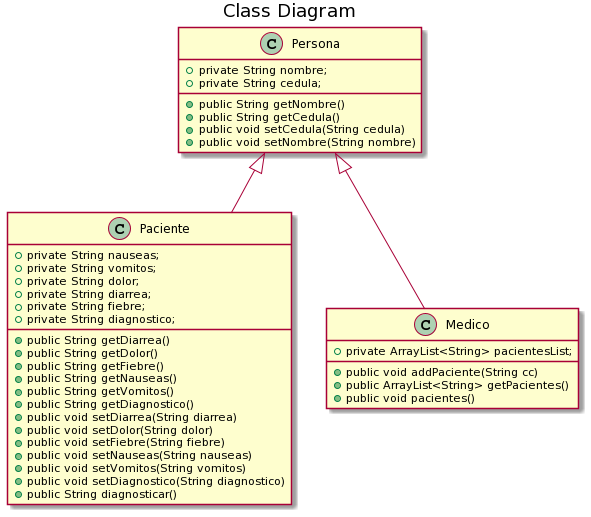 Class Diagram
C Persona
private String nombre;
private String cedula;
public String getNombre()
public String getCedula()
public void setCedula(String cedula)
public void setNombre(String nombre)
C Paciente
private String nauseas;
private String vomitos;
private String dolor;
private String diarrea;
private String fiebre;
private String diagnostico;
public String getDiarrea()
public String getDolor()
public String getFiebre()
public String getNauseas()
public String getVomitos()
public String getDiagnostico()
public void setDiarrea(String diarrea)
public void setDolor(String dolor)
public void setFiebre(String fiebre)
public void setNauseas(String nauseas)
public void setVomitos(String vomitos)
public void setDiagnostico(String diagnostico)
public String diagnosticar()
C Medico
private ArrayList<String> pacientesList;
public void addPaciente(String cc)
public ArrayList<String> getPacientes()
public void pacientes()